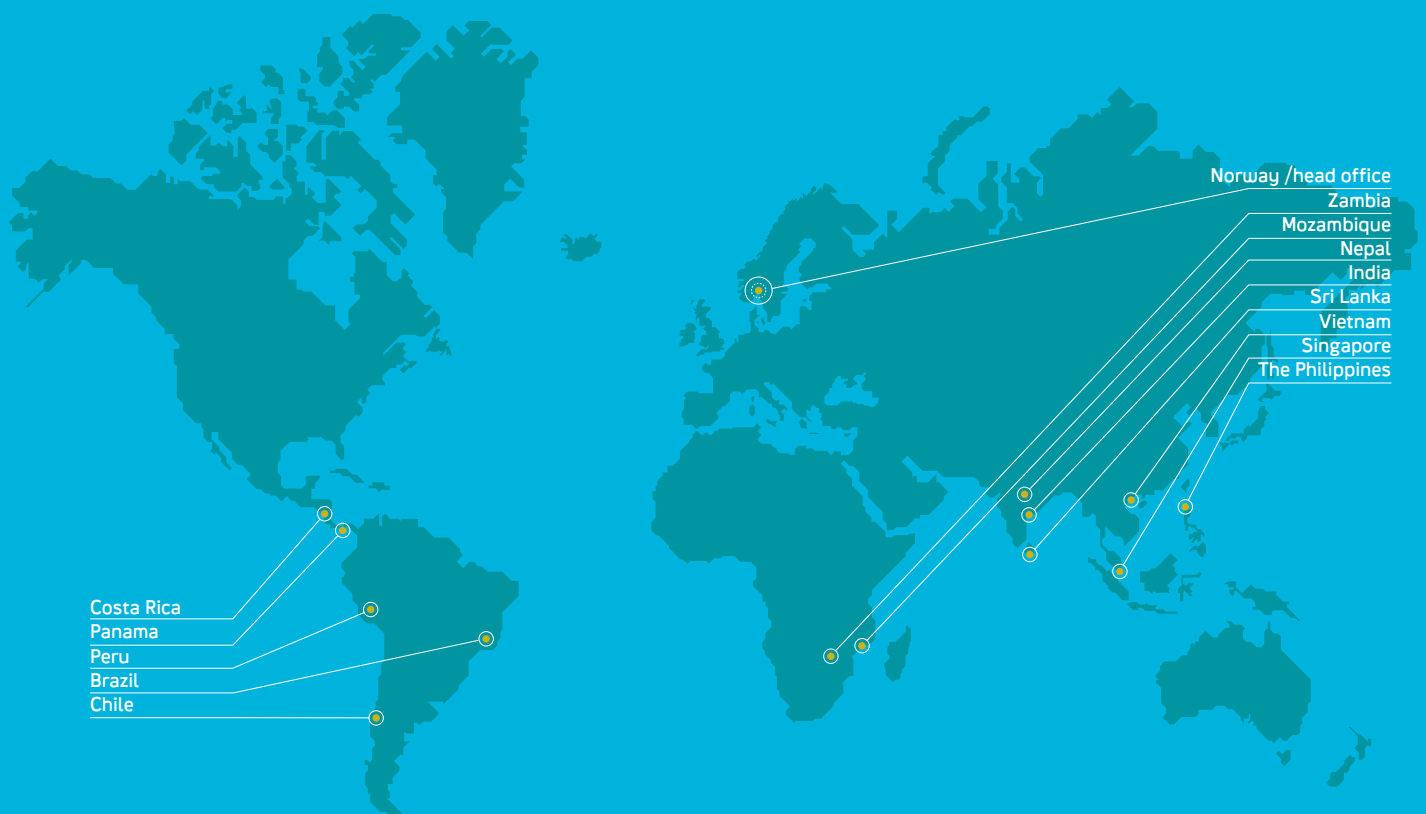 Norway /head office
Zambia
Mozambique
Nepal
India
Sri Lanka
Vietnam
Singapore
The Philippines
Costa Rica
Panama
Peru
Brazil
Chile